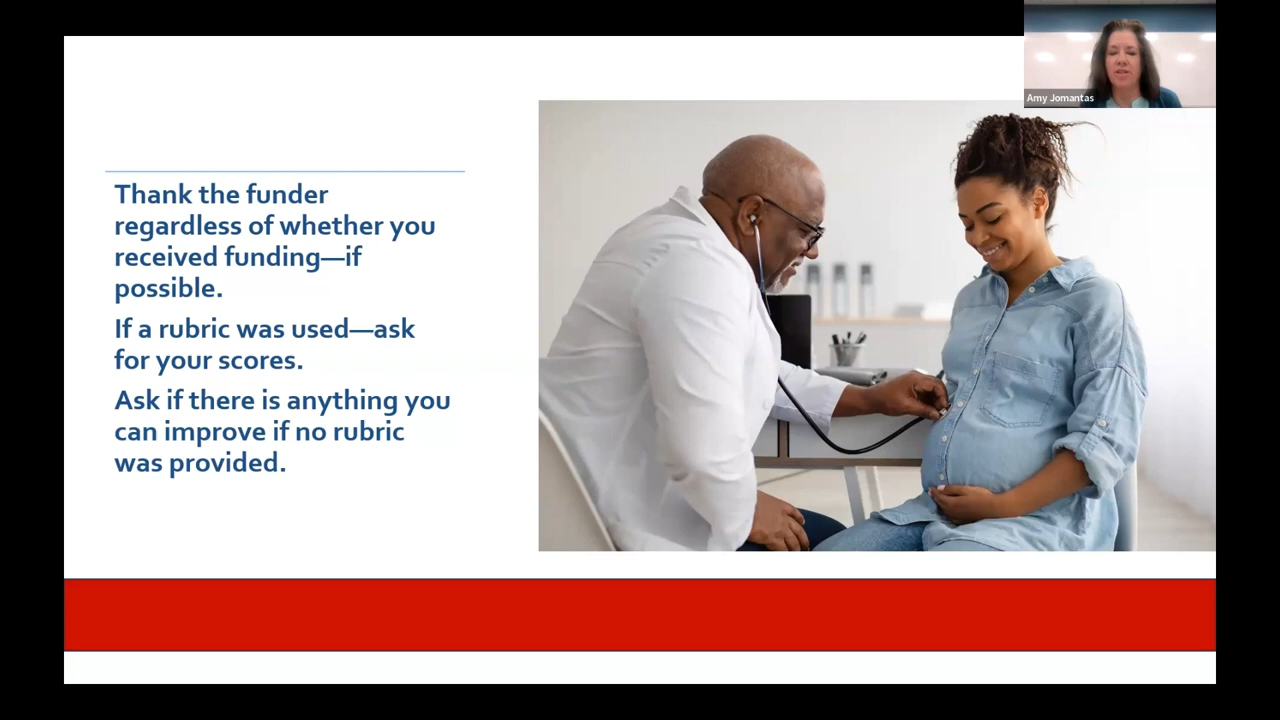 Amy Jomantas
Thank the funder
regardless of whether you
received funding—if
possible.
If a rubric was used—ask
for your scores.
Ask if there is anything you
can improve if no rubric
was provided.